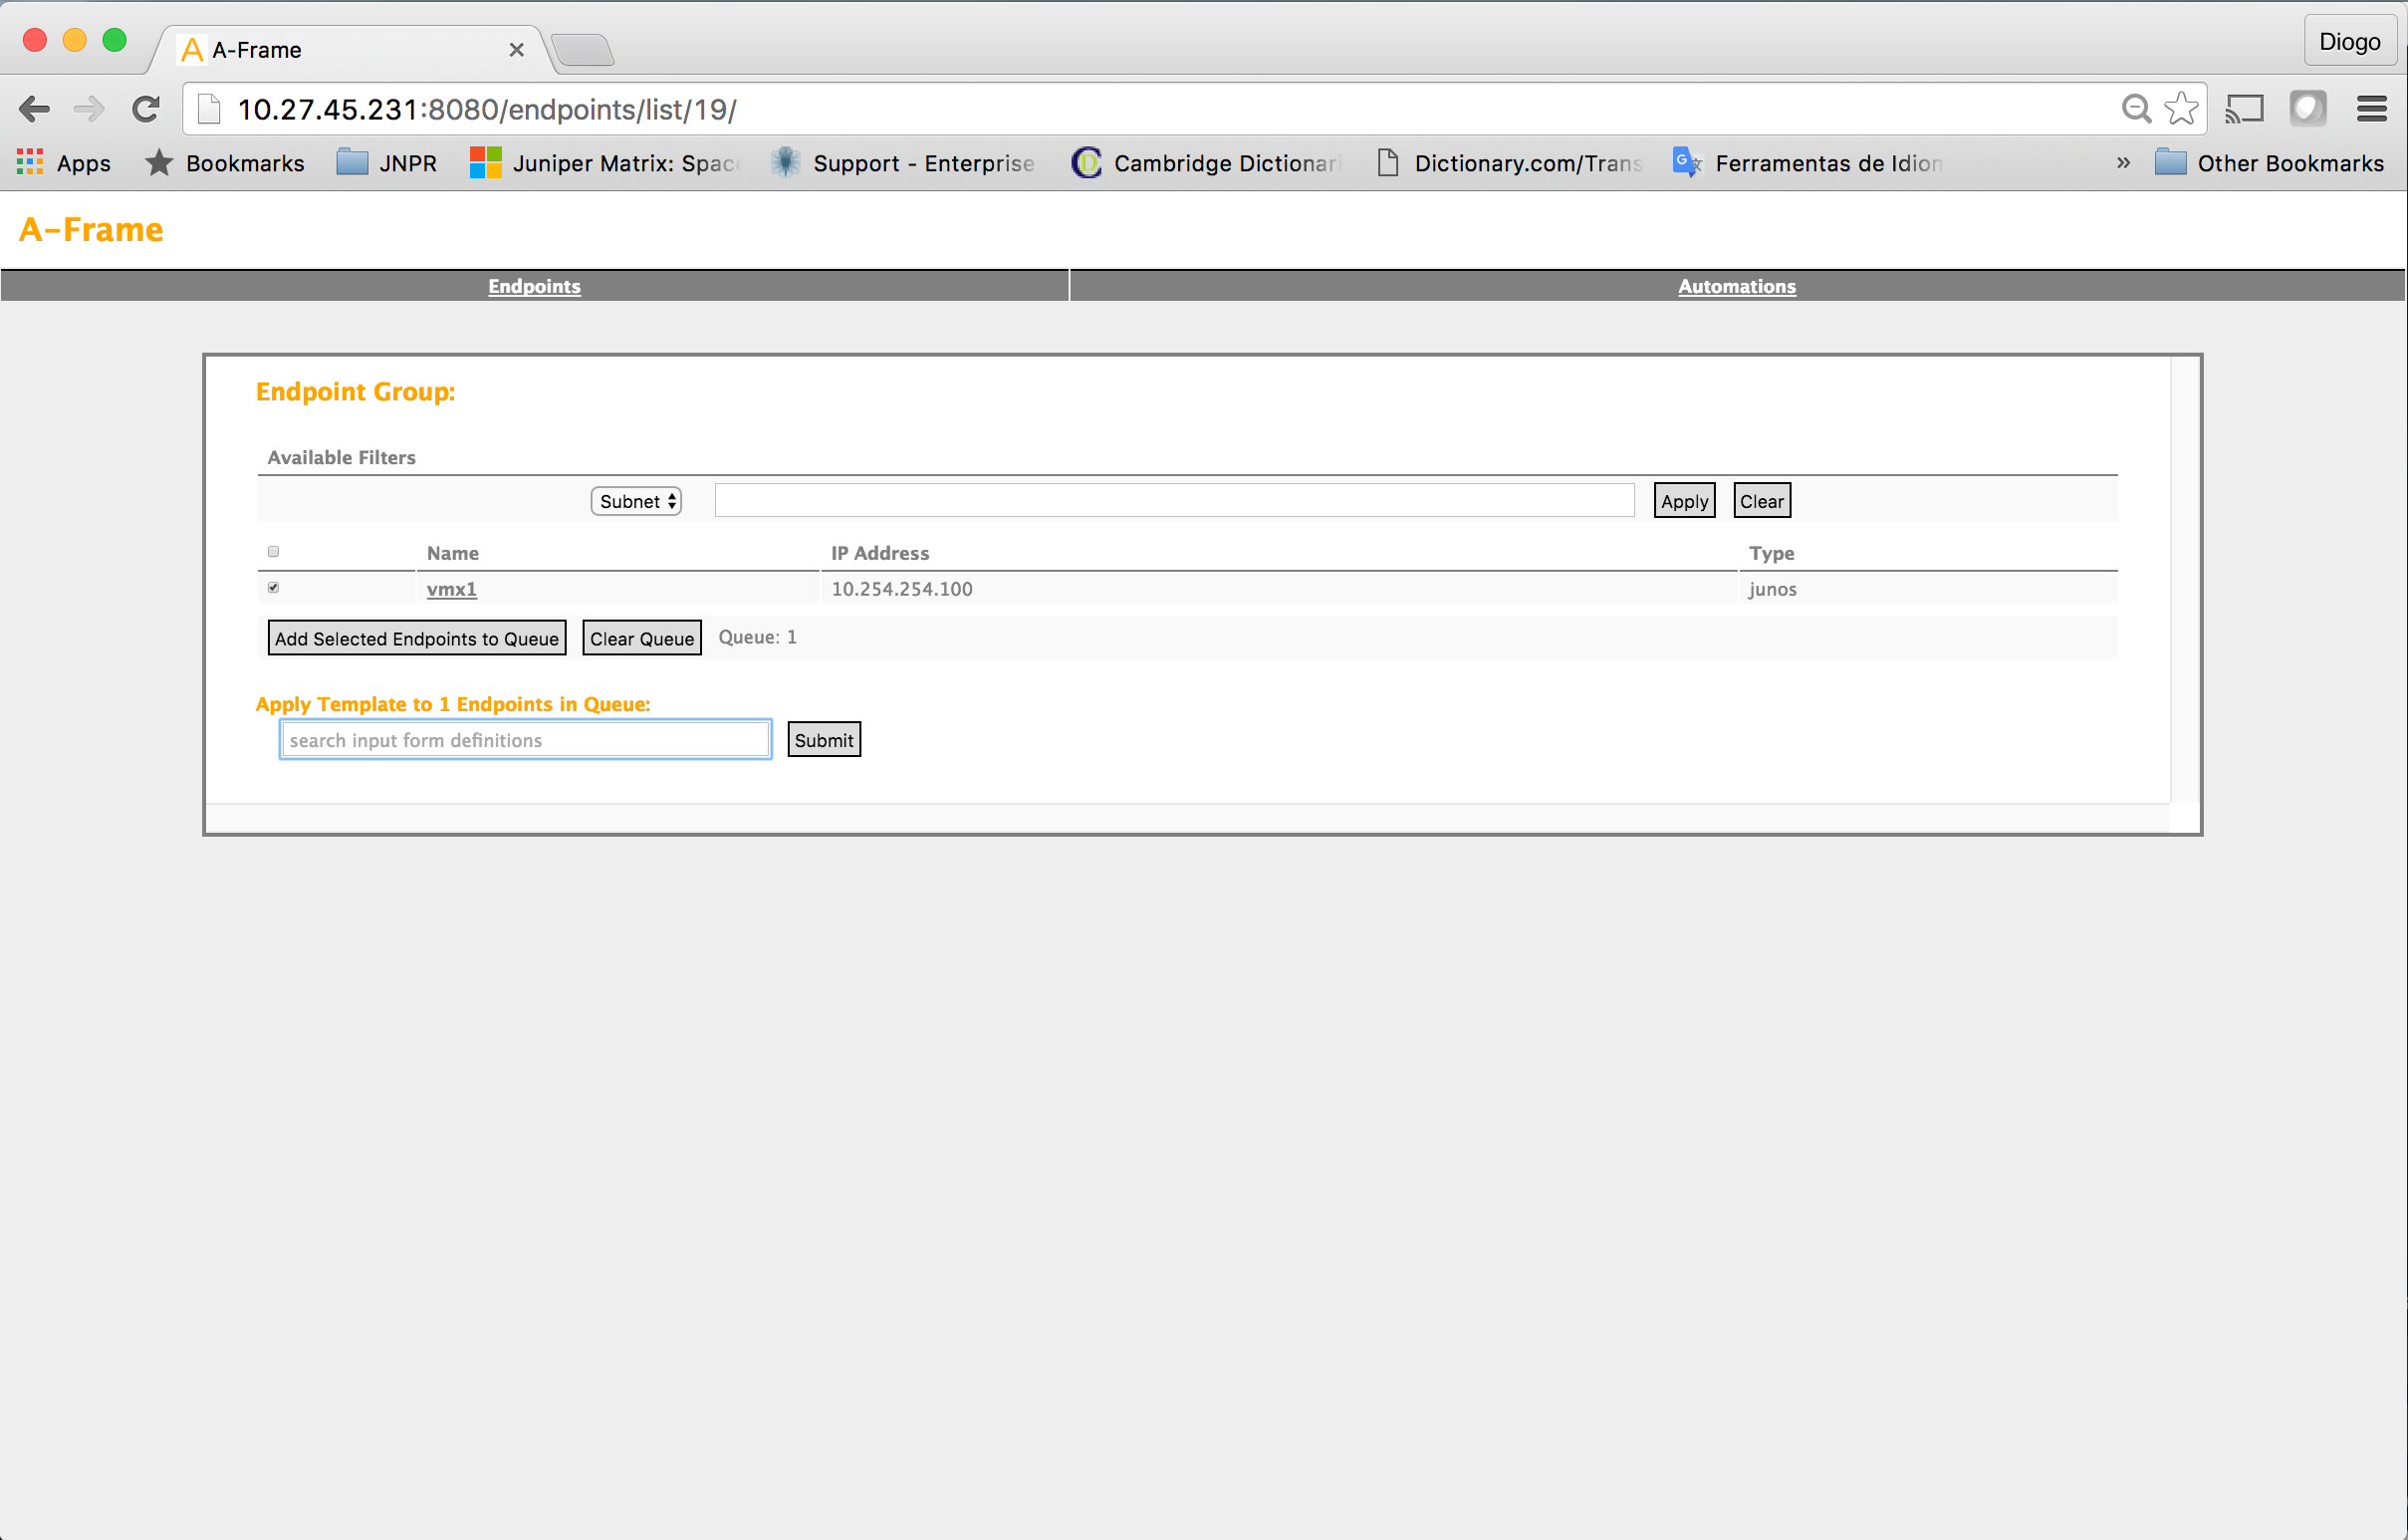 A-Frame
Diogo
10.27.45.231:8080/endpoints/list/19/
Apps Bookmarks JNPR Juniper Matrix: Space Support - Enterprise Cambridge Dictionari Dictionary.com/Trans Ferramentas de Idiom » Other Bookmarks
A-Frame
Endpoints Automations
Endpoint Group:
Available Filters
Subnet Apply Clear
Name IP Address Type
vmx1 10.254.254.100 junos
Add Selected Endpoints to Queue Clear Queue Queue: 1
Apply Template to 1 Endpoints in Queue:
search input form definitions Submit